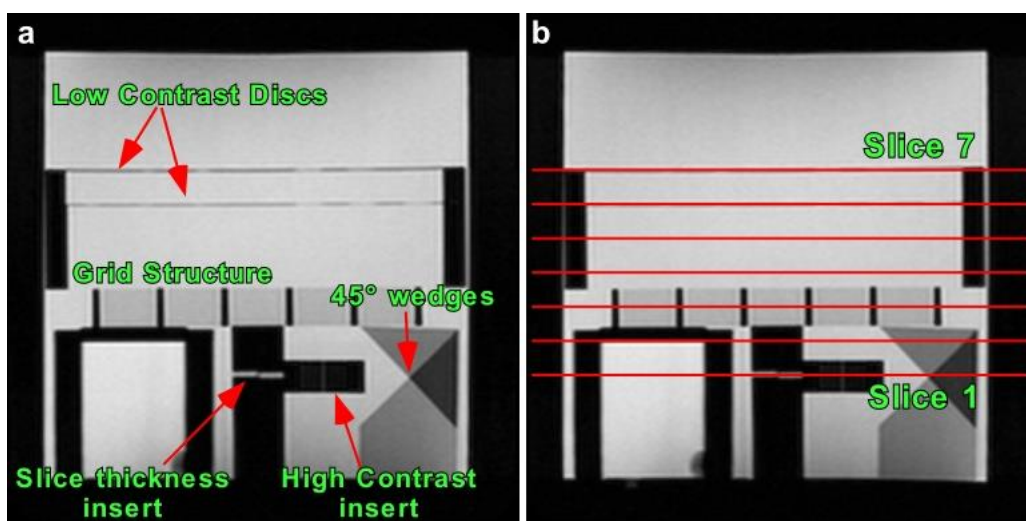 a
Low Contrast Discs
Grid Structure
45° wedges
Slice thickness
insert
High Contrast
insert
b
Slice 7
Slice 1